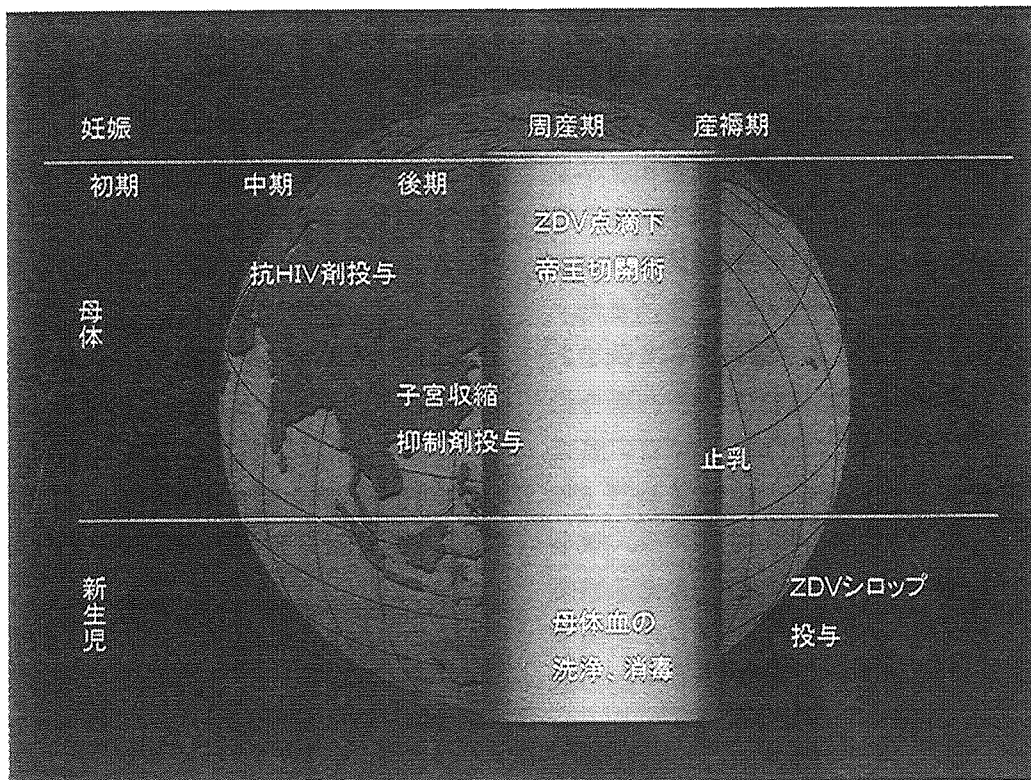 妊娠
周産期
産褥期
初期
中期
後期
母体
抗HIV剤投与
子宮収縮
抑制剤投与
ZDV点滴下
帝王切開術
止乳
新生児
母体血の
洗浄、消毒
ZDVシロップ
投与